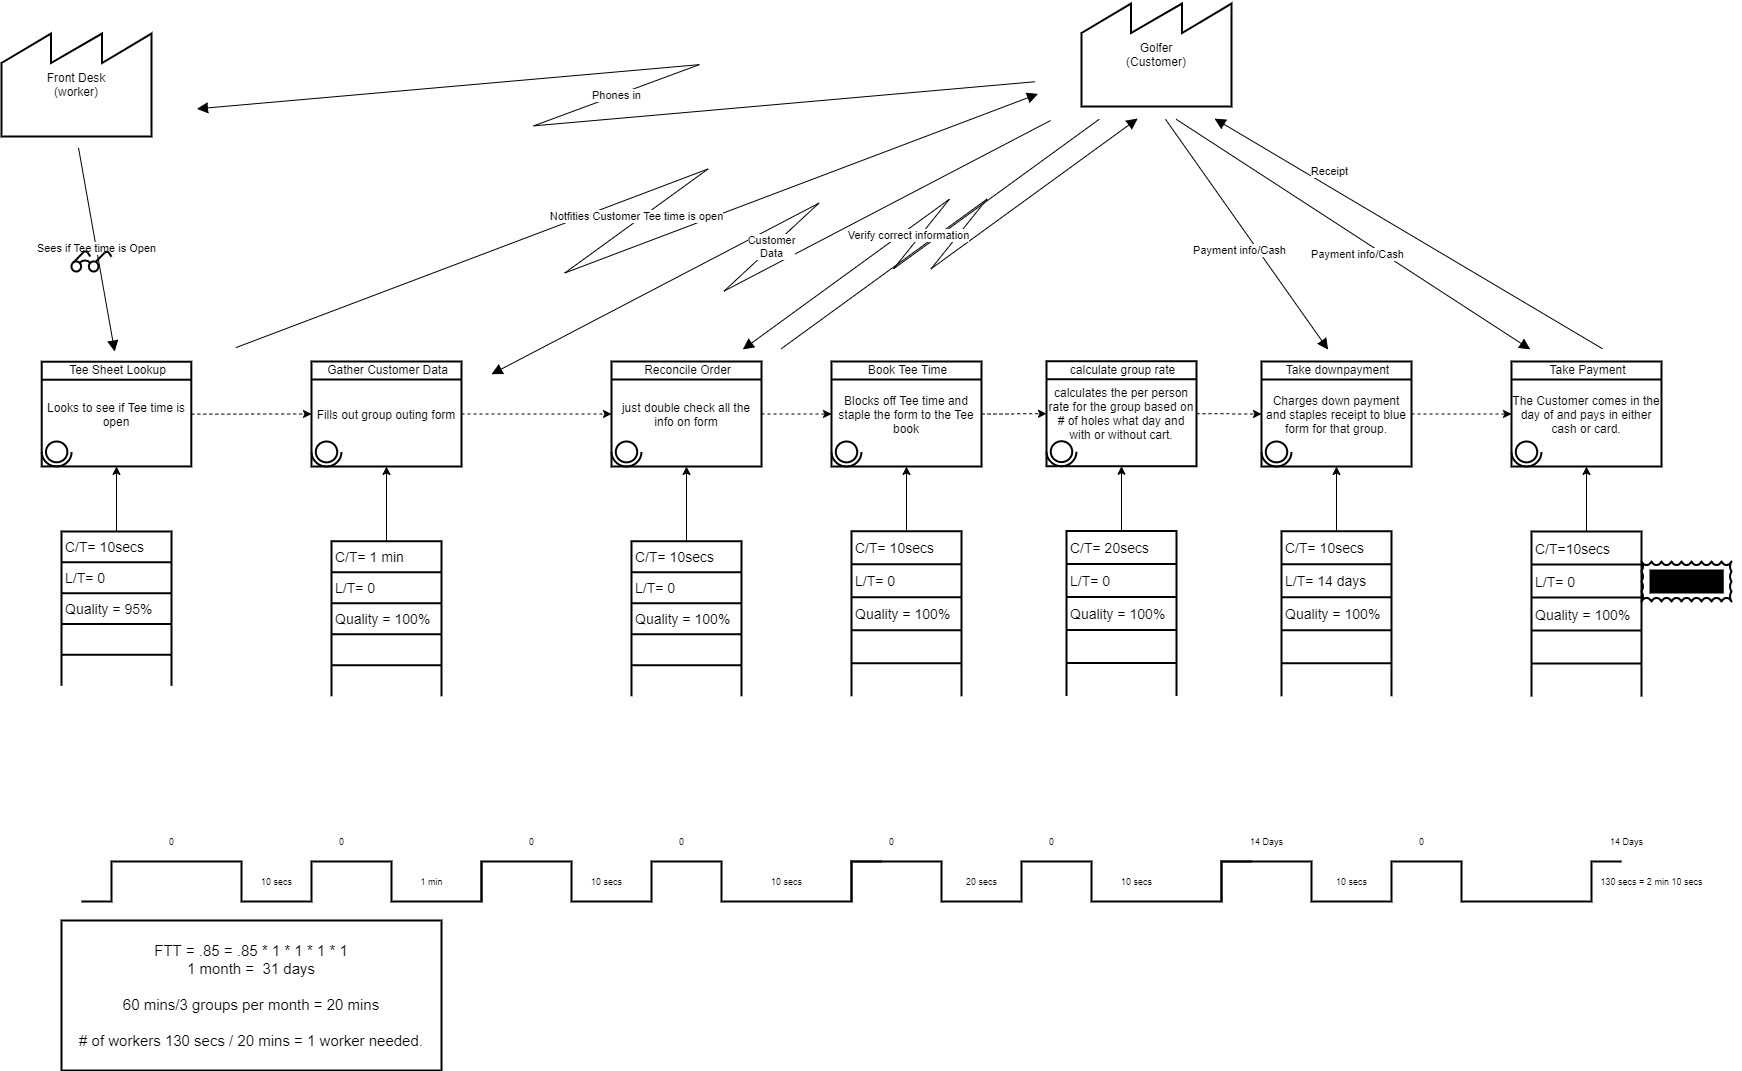 Golfer
(Customer)
Front Desk
(worker)
Phones in
Receipt
Notfities Customer Tee time is open
Customer
Data
Verify correct information
Payment info/Cash
Payment info/Cash
Sees if Tee time is Open
Tee Sheet Lookup
Looks to see if Tee time is
open
Gather Customer Data
Fills out group outing form
Reconcile Order
just double check all the
info on form
Book Tee Time
Blocks off Tee time and
staple the form to the Tee
book
calculate group rate
calculates the per person
rate for the group based on
# of holes what day and
with or without cart.
Take downpayment
Charges down payment
and staples receipt to blue
form for that group.
Take Payment
The Customer comes in the
day of and pays in either
cash or card.
C/T= 10secs
L/T= 0
Quality = 95%
C/T= 1 min
L/T= 0
Quality = 100%
C/T= 10secs
L/T= 0
Quality = 100%
C/T= 10secs
L/T= 0
Quality = 100%
C/T= 20secs
L/T= 0
Quality = 100%
C/T= 10secs
L/T= 14 days
Quality = 100%
C/T=10secs
L/T= 0
Quality = 100%
0
0
0
0
0
0
14 Days
0
14 Days
10 secs
1 min
10 secs
10 secs
20 secs
10 secs
10 secs
130 secs = 2 min 10 secs
FTT = .85 = .85 * 1 * 1 * 1 * 1
1 month =  31 days
60 mins/3 groups per month = 20 mins
# of workers 130 secs / 20 mins = 1 worker needed.